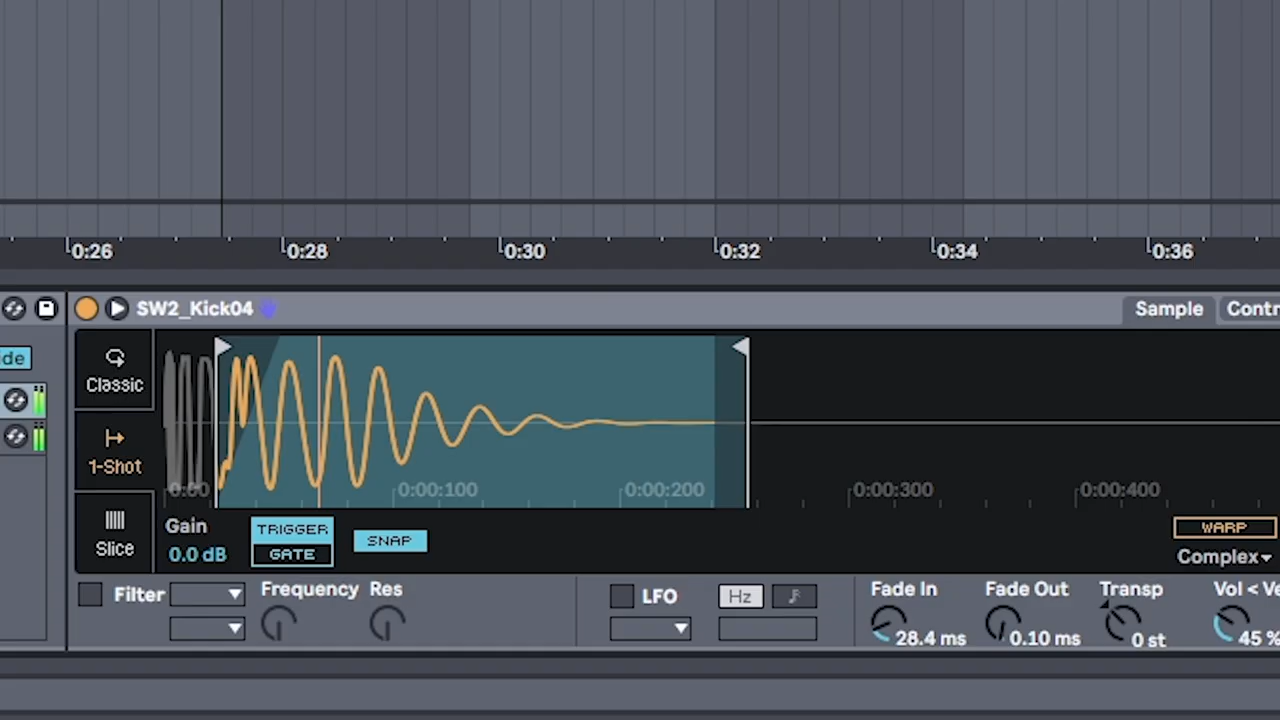 0:26 0:28 0:30 0:32 0:34 0:36
SW2_Kick04 Sample Contr
ide
Classic
1-Shot
0:00 0:00:100 0:00:200 0:00:300 0:00:400
Slice
Gain TRIGGER SNAP WARP
0.0 dB GATE Complex
Filter Frequency Res LFO Hz Fade In Fade Out Transp Vol < Ve
28.4 ms 0.10 ms 0 st 45 %